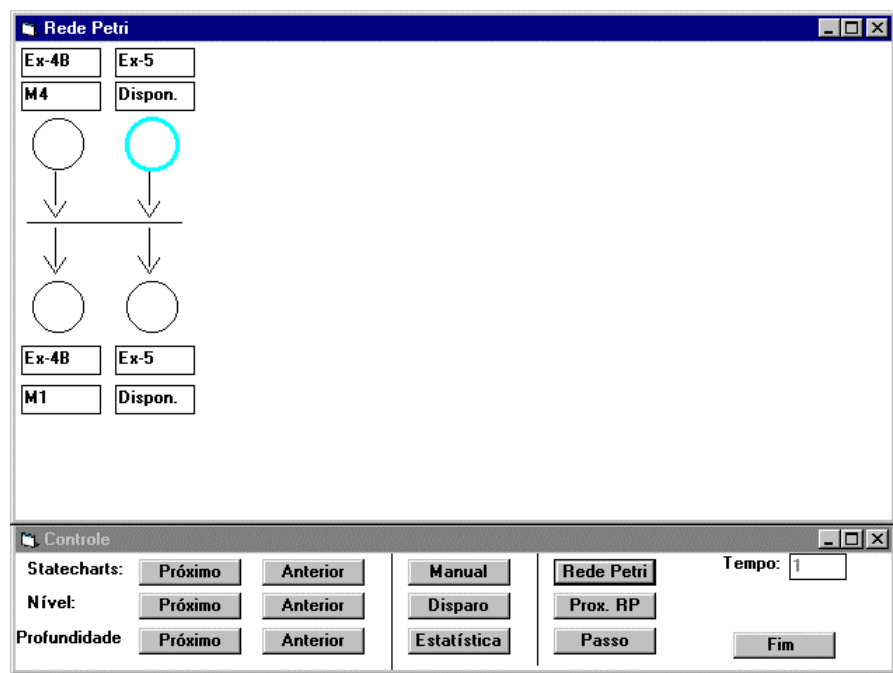 Rede Petri
Ex-4B Ex-5
M4 Dispon.
Ex-4B Ex-5
M1 Dispon.
Controle
Statecharts: Próximo Anterior Manual Rede Petri Tempo: 1
Nível: Próximo Anterior Disparo Prox. RP
Profundidade Próximo Anterior Estatística Passo Fim